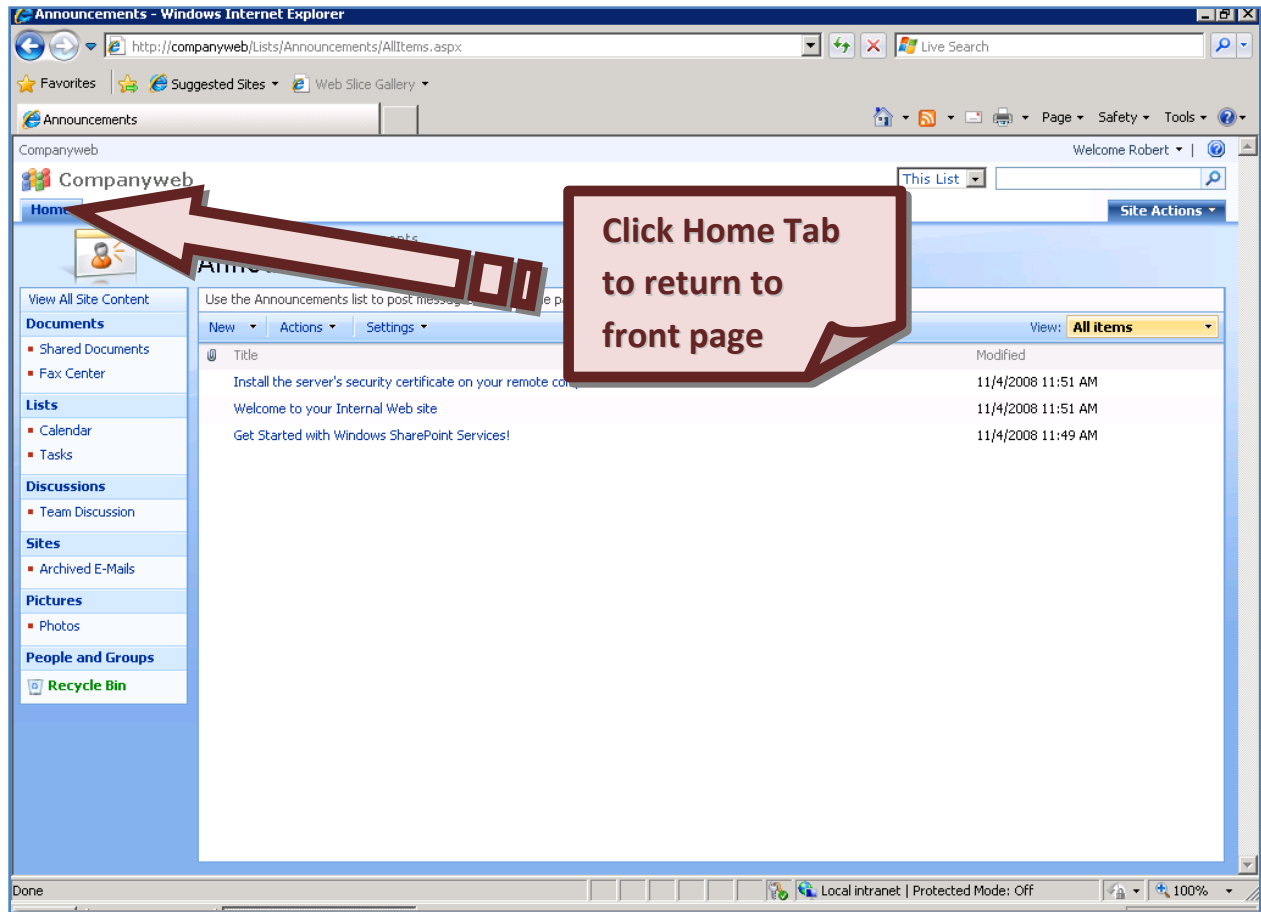 Announcements - Windows Internet Explorer
http://companyweb/Lists/Announcements/AllItems.aspx
Live Search
Favorites Suggested Sites Web Slice Gallery
Announcements
Page Safety Tools
Companyweb
Welcome Robert |
Companyweb
This List
Home
Site Actions
Click Home Tab
to return to
front page
View All Site Content
Use the Announcements list to post
Documents
New Actions Settings
View: All items
Shared Documents
Title
Modified
Fax Center
Install the server's security certificate on your remote
11/4/2008 11:51 AM
Lists
Welcome to your Internal Web site
11/4/2008 11:51 AM
Calendar
Get Started with Windows SharePoint Services!
11/4/2008 11:49 AM
Tasks
Discussions
Team Discussion
Sites
Archived E-Mails
Pictures
Photos
People and Groups
Recycle Bin
Done
Local intranet | Protected Mode: Off
100%